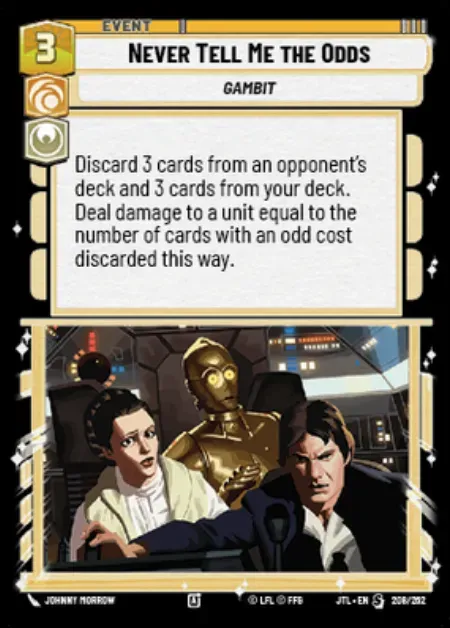 EVENT
3
NEVER TELL ME THE ODDS
GAMBIT
Discard 3 cards from an opponent's
deck and 3 cards from your deck.
Deal damage to a unit equal to the
number of cards with an odd cost
discarded this way.
JOHNNY MORROW A © LFL © FFG JTL • EN S 206/262